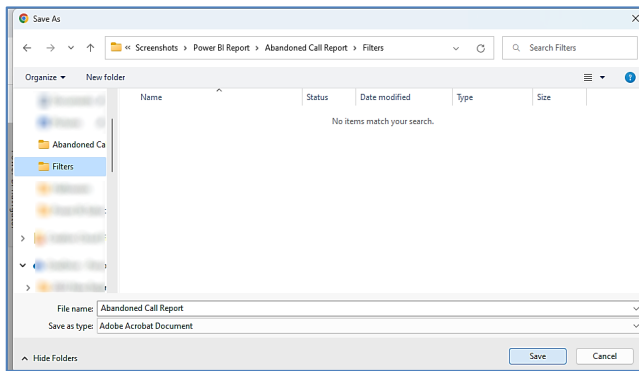 Save As
« Screenshots > Power BI Report > Abandoned Call Report > Filters
Search Filters
Organize
New folder
Name Status Date modified Type Size
No items match your search.
Abandoned Ca
Filters
File name: Abandoned Call Report
Save as type: Adobe Acrobat Document
Hide Folders
Save
Cancel